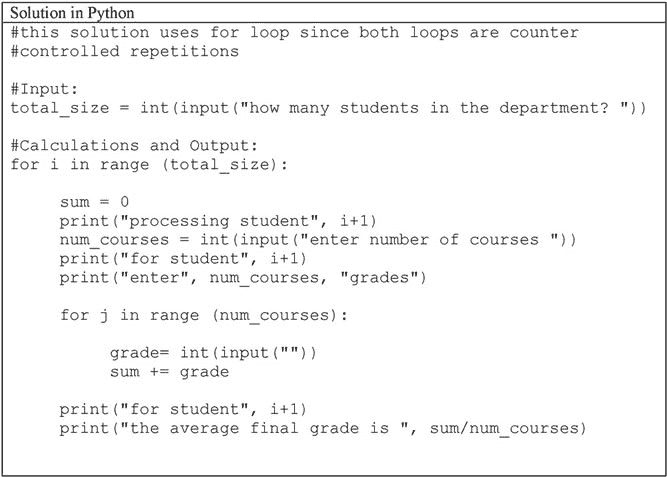 Solution in Python
#this solution uses for loop since both loops are counter
#controlled repetitions
#Input:
total_size = int(input("how many students in the department? "))
#Calculations and Output:
for i in range (total_size):
sum = 0
print("processing student", i+1)
num_courses = int(input("enter number of courses "))
print("for student", i+1)
print("enter", num_courses, "grades")
for j in range (num_courses):
grade= int(input(""))
sum += grade
print("for student", i+1)
print("the average final grade is ", sum/num_courses)